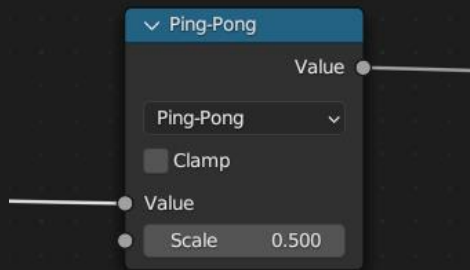 Ping-Pong
Value
Ping-Pong
Clamp
Value
Scale 0.500